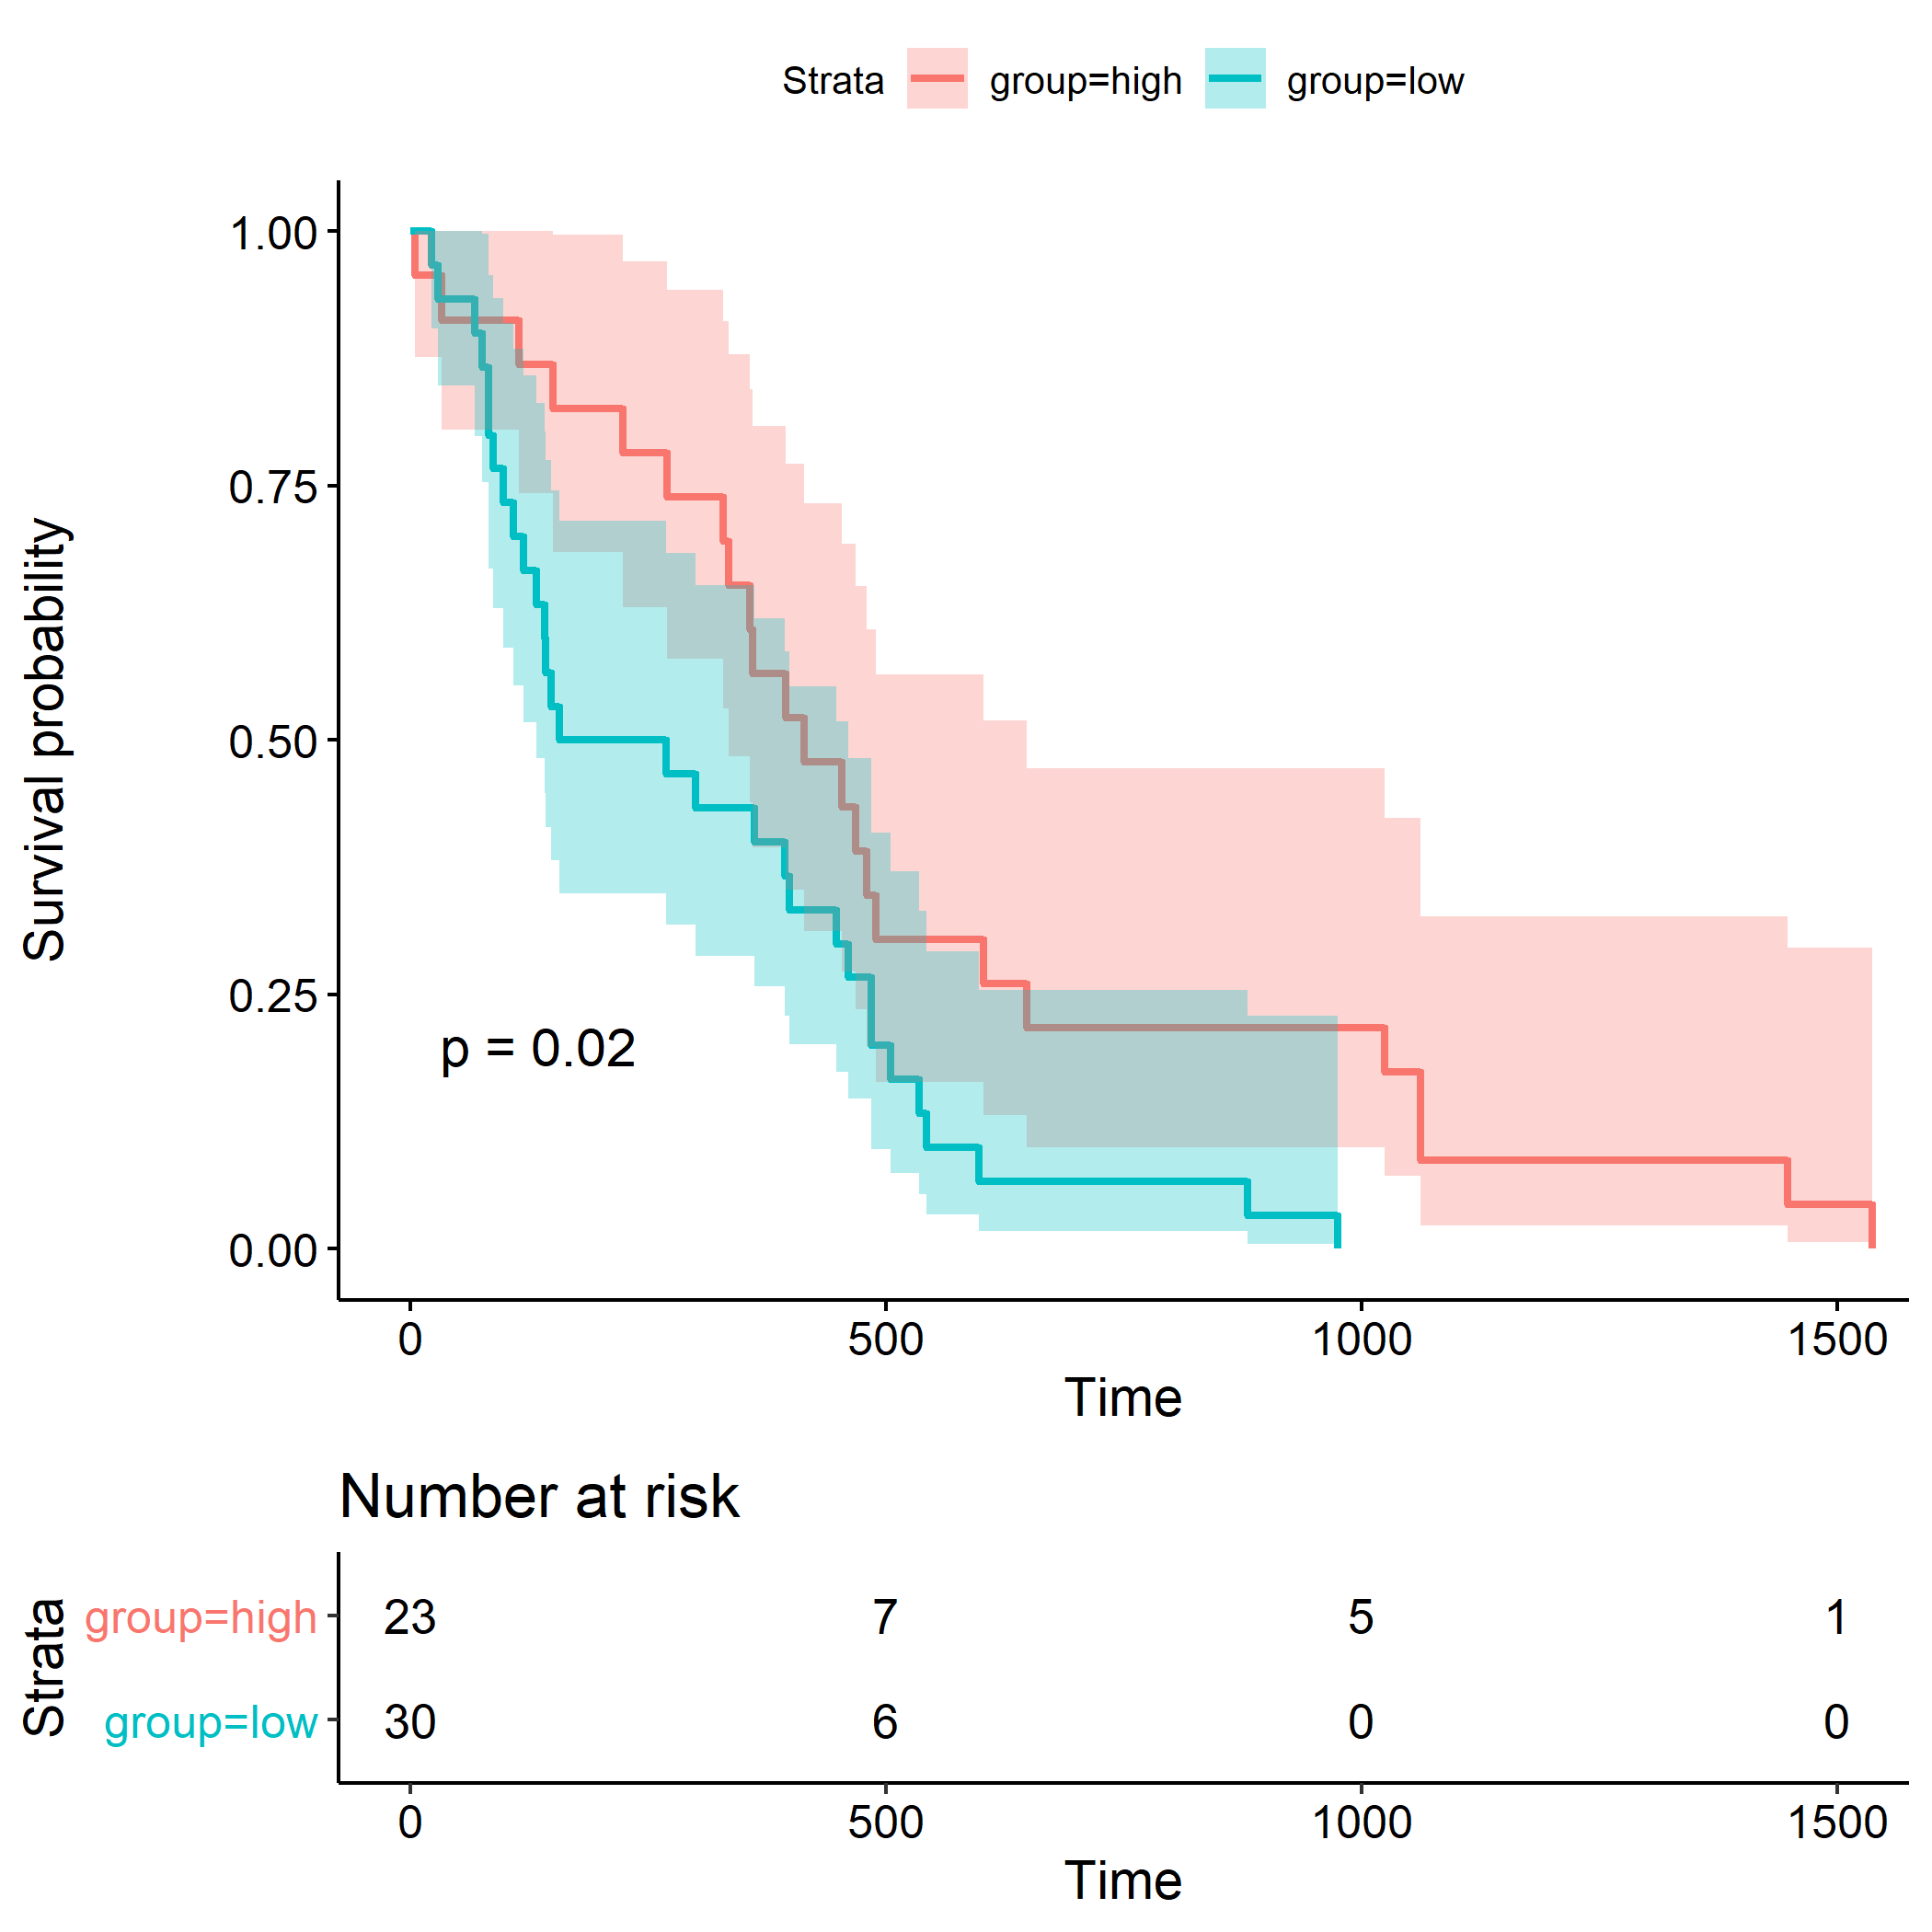 Strata group=high group=low
Survival probability
1.00
0.75
0.50
0.25
0.00
p = 0.02
0 500 1000 1500
Time
Number at risk
Strata
group=high 23 7 5 1
group=low 30 6 0 0
0 500 1000 1500
Time